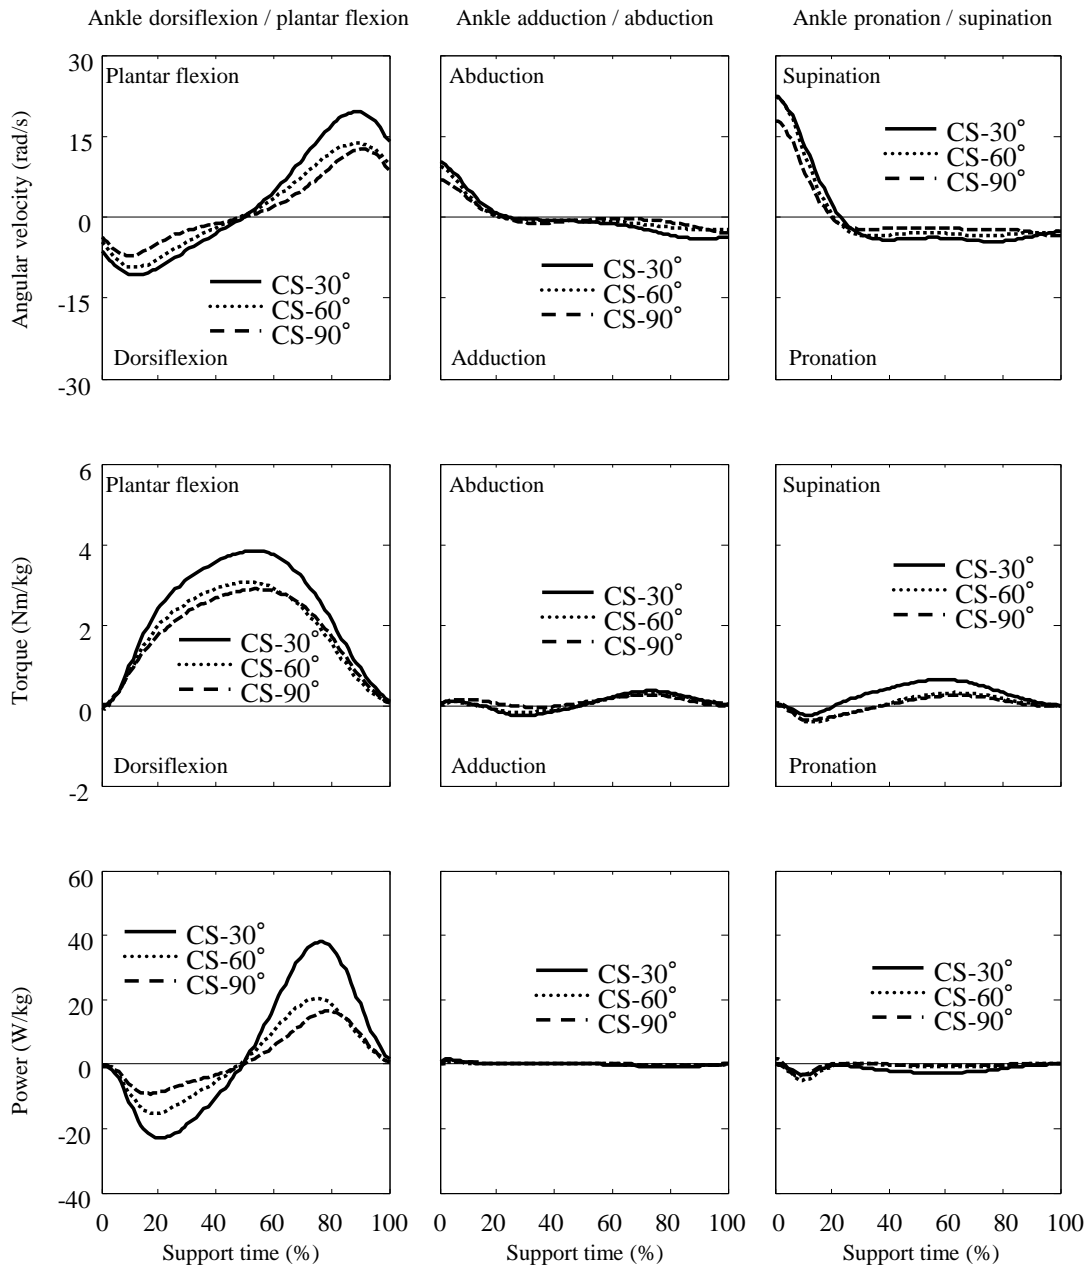 Ankle dorsiflexion / plantar flexion
Ankle adduction / abduction
Ankle pronation / supination
Angular velocity (rad/s)
30
15
0
-15
-30
Plantar flexion
CS-30°
CS-60°
CS-90°
Dorsiflexion
Abduction
CS-30°
CS-60°
CS-90°
Adduction
Supination
CS-30°
CS-60°
CS-90°
Pronation
Torque (Nm/kg)
6
4
2
0
-2
Plantar flexion
CS-30°
CS-60°
CS-90°
Dorsiflexion
Abduction
CS-30°
CS-60°
CS-90°
Adduction
Supination
CS-30°
CS-60°
CS-90°
Pronation
Power (W/kg)
60
40
20
0
-20
-40
CS-30°
CS-60°
CS-90°
0 20 40 60 80 100
Support time (%)
CS-30°
CS-60°
CS-90°
0 20 40 60 80 100
Support time (%)
CS-30°
CS-60°
CS-90°
0 20 40 60 80 100
Support time (%)